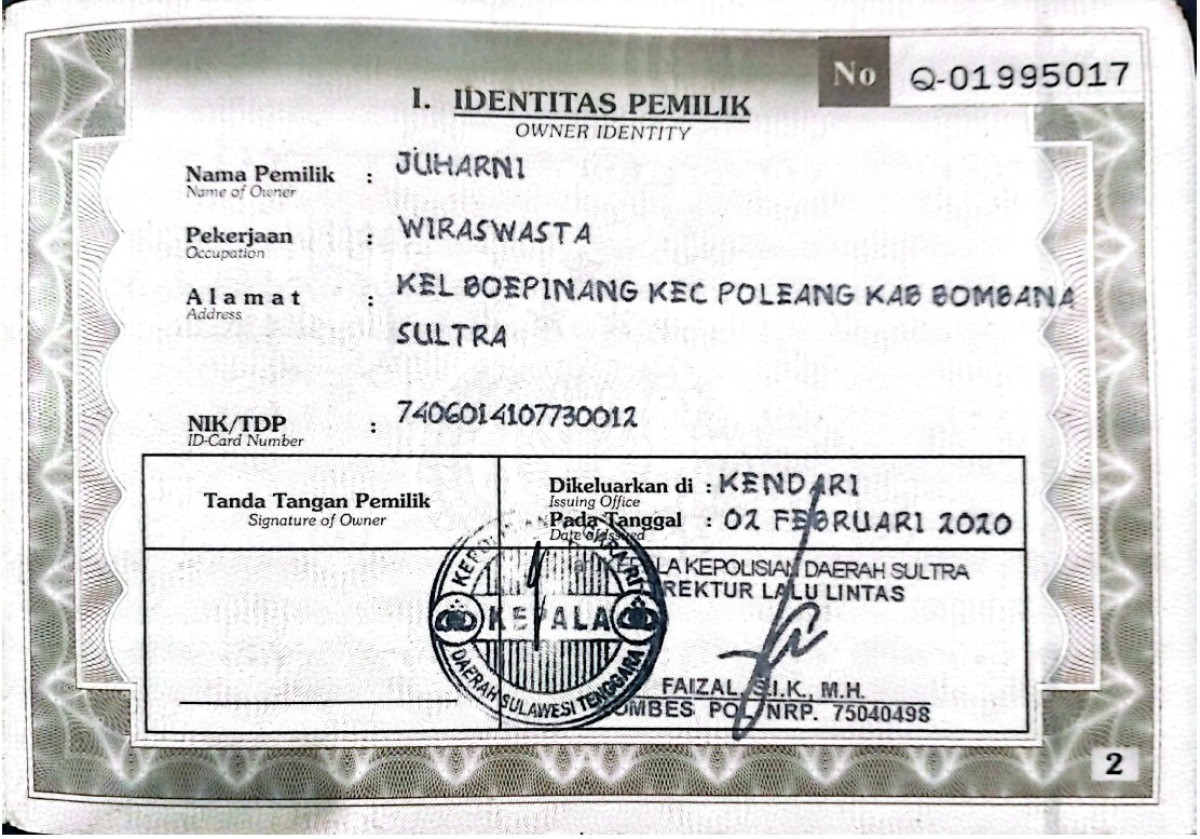 No Q-01995017
I. IDENTITAS PEMILIK
OWNER IDENTITY
Nama Pemilik : JUHARNI
Name of Owner
Pekerjaan : WIRASWASTA
Occupation
Alamat : KEL BOEPINANG KEC POLEANG KAB BOMBANA
Address
SULTRA
NIK/TDP : 7406014107730012
ID-Card Number
Tanda Tangan Pemilik
Signature of Owner
Dikeluarkan di : KENDARI
Issuing Office
Pada Tanggal : 02 FEBRUARI 2020
Date of Issued
KEPALA KEPOLISIAN DAERAH SULTRA
DIREKTUR LALU LINTAS
KEPALA
DAERAH SULAWESI TENGGARA
FAIZAL, S.I.K., M.H.
KOMBES POL NRP. 75040498
2